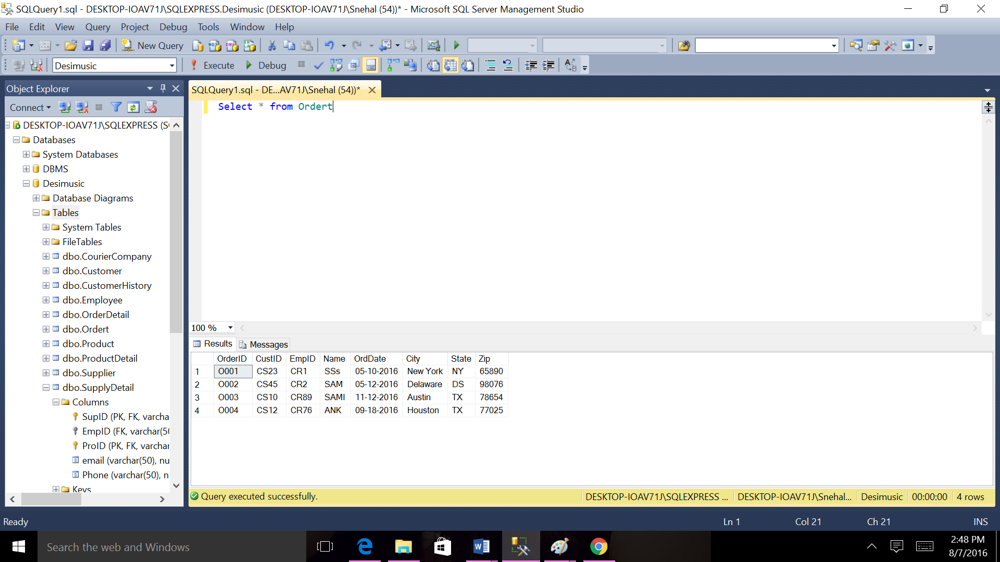 SQLQuery1.sql - DESKTOP-IOAV71J\SQLEXPRESS.Desimusic (DESKTOP-IOAV71J\Snehal (54))* - Microsoft SQL Server Management Studio
File Edit View Query Project Debug Tools Window Help
New Query
Desimusic Execute Debug
Object Explorer
Connect
DESKTOP-IOAV71J\SQLEXPRESS (S
Databases
System Databases
DBMS
Desimusic
Database Diagrams
Tables
System Tables
FileTables
dbo.CourierCompany
dbo.Customer
dbo.CustomerHistory
dbo.Employee
dbo.OrderDetail
dbo.Ordert
dbo.Product
dbo.ProductDetail
dbo.Supplier
dbo.SupplyDetail
Columns
SupID (PK, FK, varcha
EmpID (FK, varchar(50
ProID (PK, FK, varchar
email (varchar(50), nu
Phone (varchar(50), n
Keys
SQLQuery1.sql - DE...AV71J\Snehal (54))*
Select * from Ordert
100 %
Results Messages
OrderID CustID EmpID Name OrdDate City State Zip
1 O001 CS23 CR1 SSs 05-10-2016 New York NY 65890
2 O002 CS45 CR2 SAM 05-12-2016 Delaware DS 98076
3 O003 CS10 CR89 SAMI 11-12-2016 Austin TX 78654
4 O004 CS12 CR76 ANK 09-18-2016 Houston TX 77025
Query executed successfully. DESKTOP-IOAV71J\SQLEXPRESS ... DESKTOP-IOAV71J\Snehal... Desimusic 00:00:00 4 rows
Ready Ln 1 Col 21 Ch 21 INS
Search the web and Windows
2:48 PM
8/7/2016